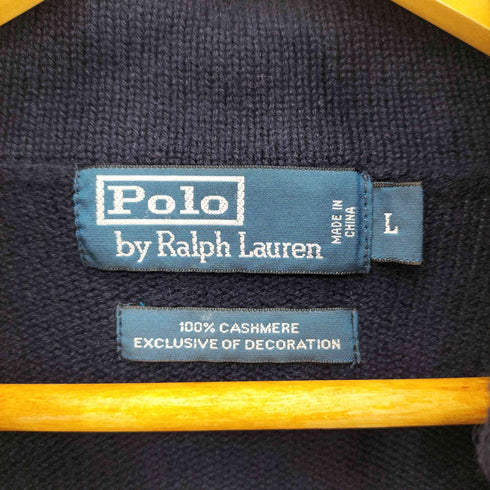 Polo
by Ralph Lauren
MADE IN
CHINA
L
100% CASHMERE
EXCLUSIVE OF DECORATION